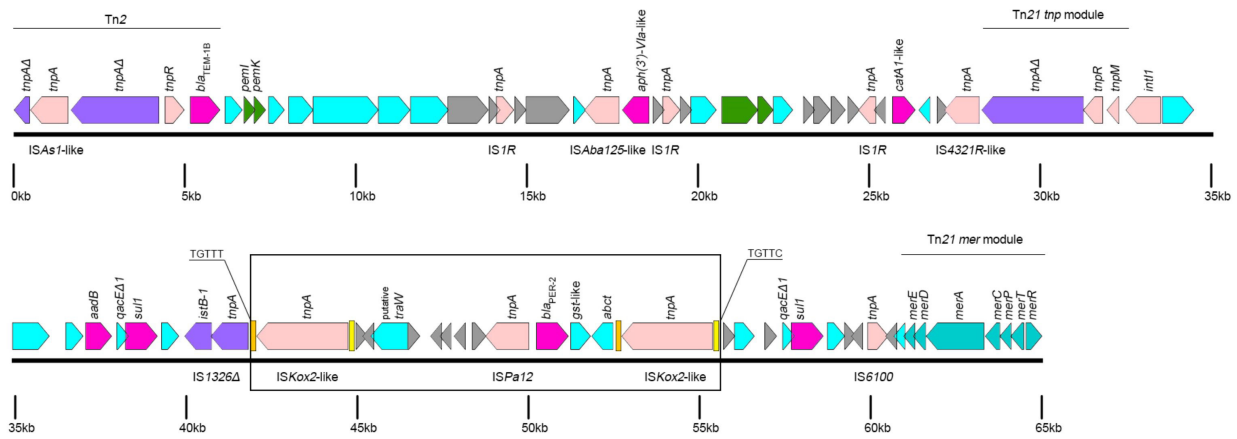 Tn2
Tn21 tnp module
tnpAΔ
tnpA
tnpAΔ
tnpR
blaTEM-1B
pemI
pemK
tnpA
tnpA
aph(3')-VIa-like
tnpA
tnpA
catA1-like
tnpA
tnpAΔ
tnpR
tnpM
intI1
ISAs1-like
IS1R
ISAba125-like
IS1R
IS1R
IS4321R-like
0kb
5kb
10kb
15kb
20kb
25kb
30kb
35kb
TGTTT
TGTTC
Tn21 mer module
aadB
qacEΔ1
sul1
istB-1
tnpA
tnpA
putative
traW
tnpA
blaPER-2
gst-like
abct
tnpA
qacEΔ1
sul1
tnpA
merE
merD
merA
merC
merP
merT
merR
IS1326Δ
ISKox2-like
ISPa12
ISKox2-like
IS6100
35kb
40kb
45kb
50kb
55kb
60kb
65kb